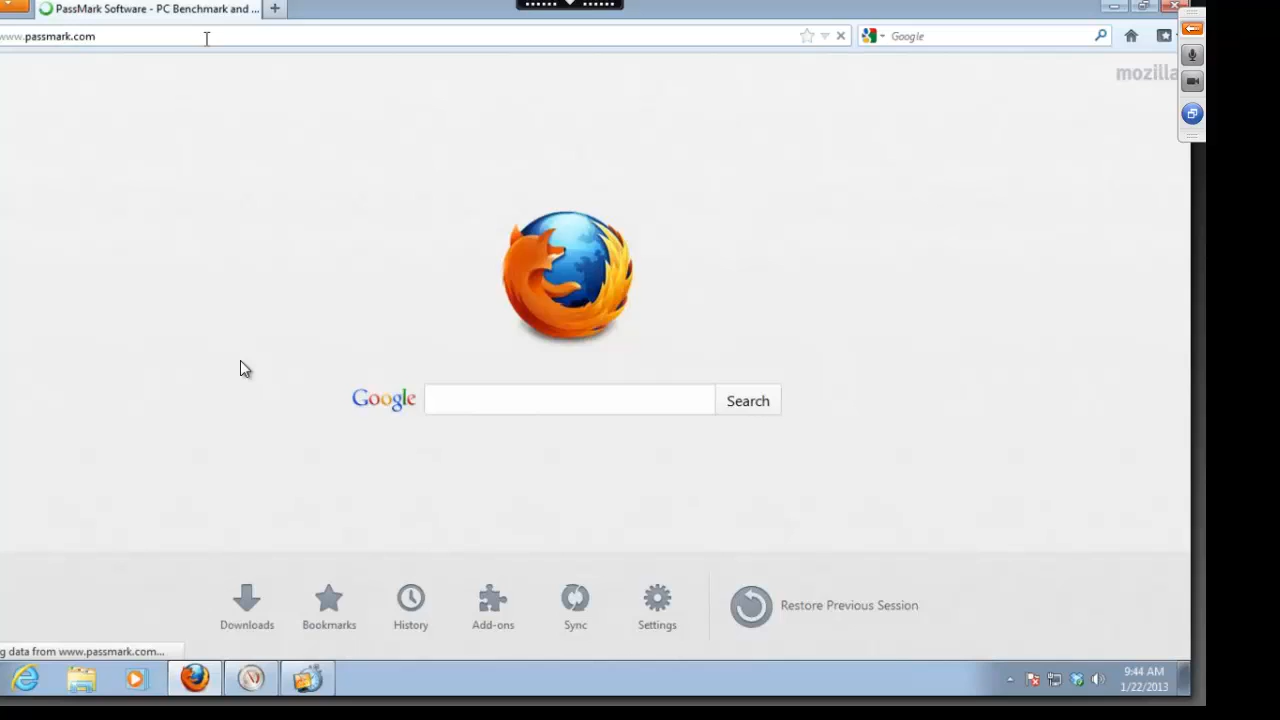 PassMark Software - PC Benchmark and ...
www.passmark.com
Google
mozilla
Google
Search
Downloads
Bookmarks
History
Add-ons
Sync
Settings
Restore Previous Session
g data from www.passmark.com...
9:44 AM
1/22/2013